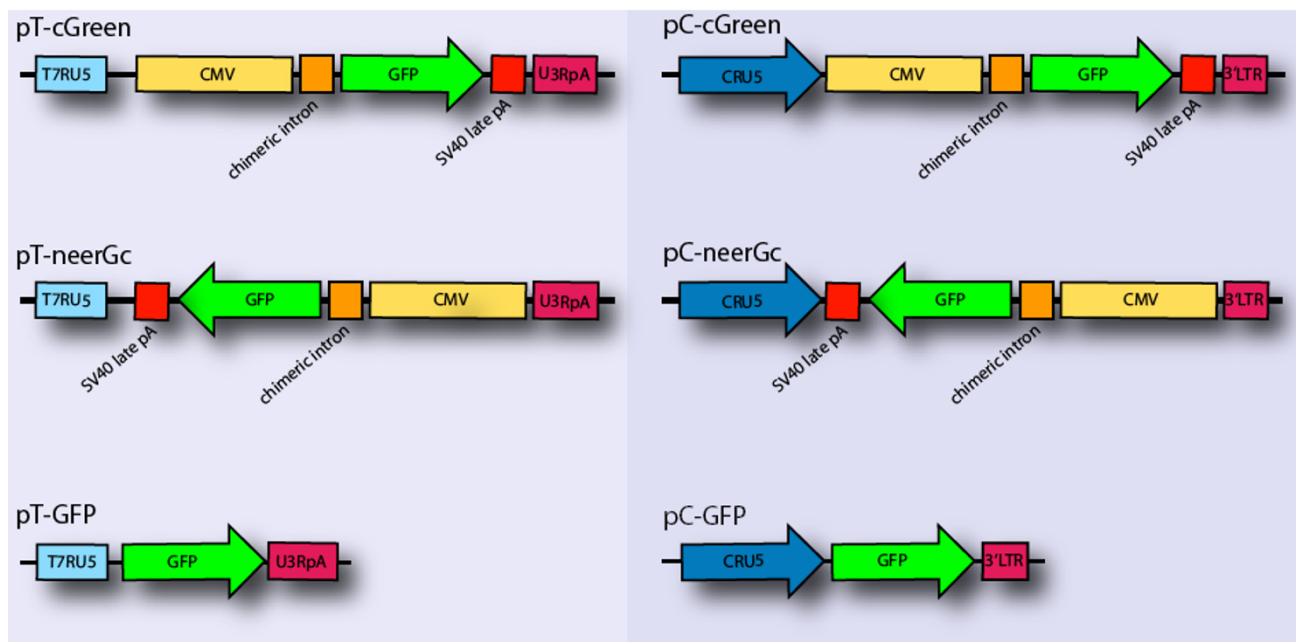 pT-cGreen
T7RU5 CMV GFP U3RpA
chimeric intron
SV40 late pA
pC-cGreen
CRU5 CMV GFP 3'LTR
chimeric intron
SV40 late pA
pT-neerGc
T7RU5 GFP CMV U3RpA
SV40 late pA
chimeric intron
pC-neerGc
CRU5 GFP CMV 3'LTR
SV40 late pA
chimeric intron
pT-GFP
T7RU5 GFP U3RpA
pC-GFP
CRU5 GFP 3'LTR